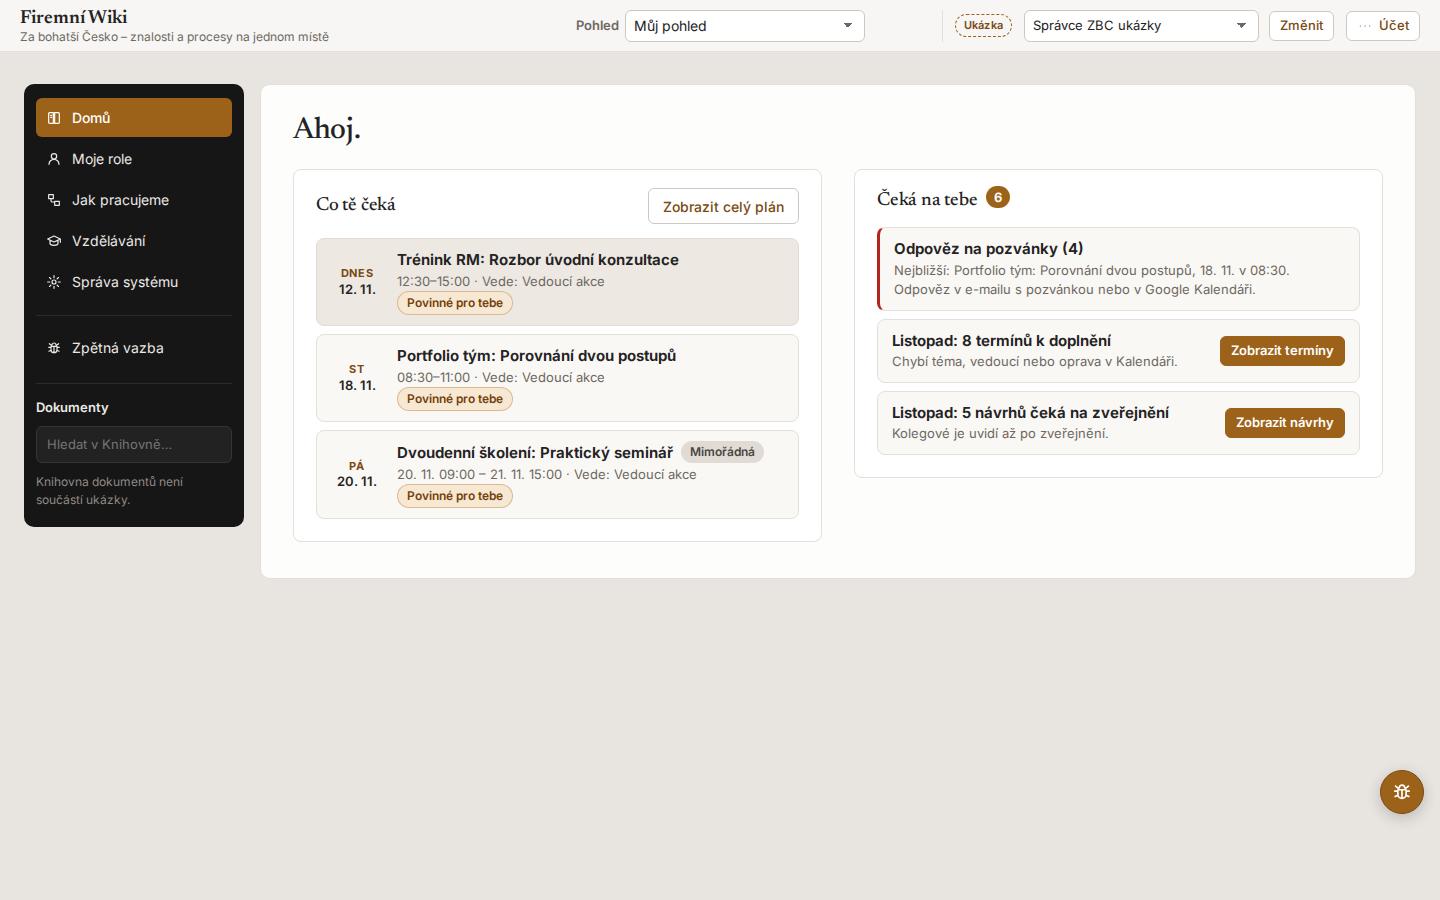 Firemní Wiki
Za bohatší Česko – znalosti a procesy na jednom místě
Pohled
Můj pohled
Ukázka
Správce ZBC ukázky
Změnit
··· Účet
Domů
Moje role
Jak pracujeme
Vzdělávání
Správa systému
Zpětná vazba
Dokumenty
Hledat v Knihovně...
Knihovna dokumentů není
součástí ukázky.
Ahoj.
Co tě čeká
Zobrazit celý plán
DNES
12. 11.
Trénink RM: Rozbor úvodní konzultace
12:30–15:00 · Vede: Vedoucí akce
Povinné pro tebe
ST
18. 11.
Portfolio tým: Porovnání dvou postupů
08:30–11:00 · Vede: Vedoucí akce
Povinné pro tebe
PÁ
20. 11.
Dvoudenní školení: Praktický seminář
Mimořádná
20. 11. 09:00 – 21. 11. 15:00 · Vede: Vedoucí akce
Povinné pro tebe
Čeká na tebe
6
Odpověz na pozvánky (4)
Nejbližší: Portfolio tým: Porovnání dvou postupů, 18. 11. v 08:30.
Odpověz v e-mailu s pozvánkou nebo v Google Kalendáři.
Listopad: 8 termínů k doplnění
Chybí téma, vedoucí nebo oprava v Kalendáři.
Zobrazit termíny
Listopad: 5 návrhů čeká na zveřejnění
Kolegové je uvidí až po zveřejnění.
Zobrazit návrhy